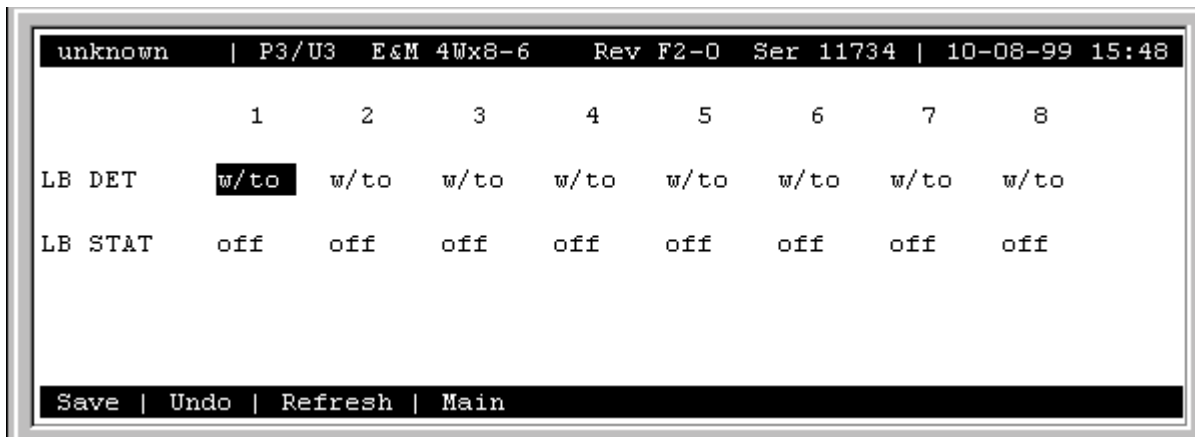 unknown | P3/U3 E&M 4Wx8-6 Rev F2-0 Ser 11734 | 10-08-99 15:48
1 2 3 4 5 6 7 8
LB DET w/to w/to w/to w/to w/to w/to w/to w/to
LB STAT off off off off off off off off
Save | Undo | Refresh | Main